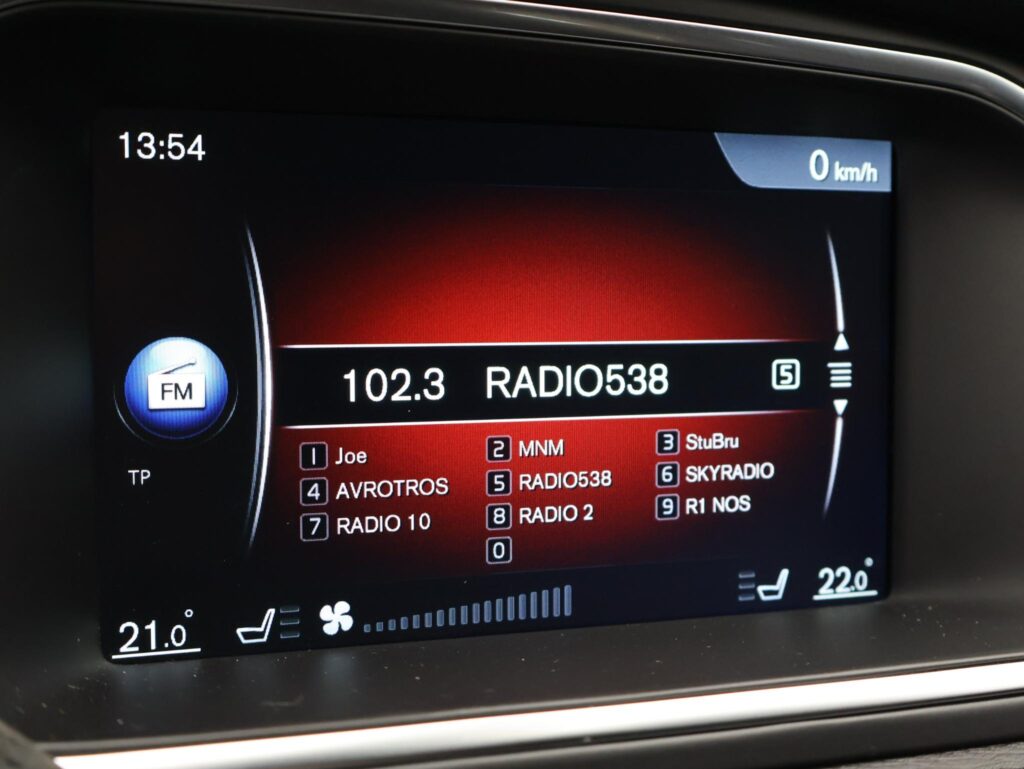 13:54
0 km/h
FM
102.3 RADIO538 5
TP
1 Joe 2 MNM 3 StuBru
4 AVROTROS 5 RADIO538 6 SKYRADIO
7 RADIO 10 8 RADIO 2 9 R1 NOS
0
21.0° 22.0°